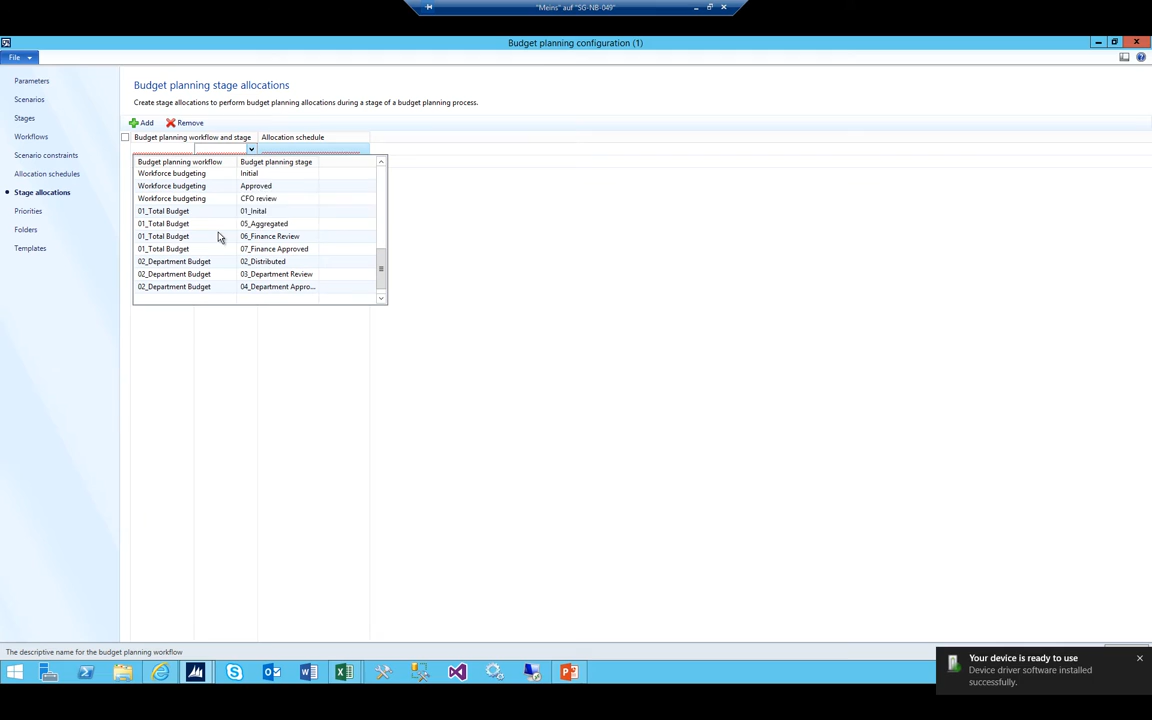 "Meins" auf "SG-NB-049"
Budget planning configuration (1)
File
Parameters
Scenarios
Stages
Workflows
Scenario constraints
Allocation schedules
Stage allocations
Priorities
Folders
Templates
Budget planning stage allocations
Create stage allocations to perform budget planning allocations during a stage of a budget planning process.
Add Remove
Budget planning workflow and stage Allocation schedule
Budget planning workflow Budget planning stage
Workforce budgeting Initial
Workforce budgeting Approved
Workforce budgeting CFO review
01_Total Budget 01_Inital
01_Total Budget 05_Aggregated
01_Total Budget 06_Finance Review
01_Total Budget 07_Finance Approved
02_Department Budget 02_Distributed
02_Department Budget 03_Department Review
02_Department Budget 04_Department Appro...
The descriptive name for the budget planning workflow
Your device is ready to use
Device driver software installed
successfully.